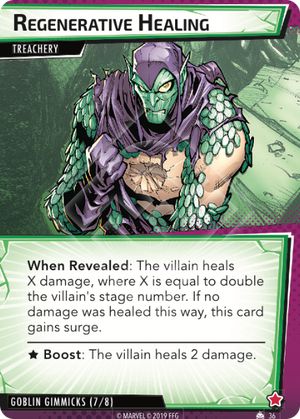 Regenerative Healing
TREACHERY
When Revealed: The villain heals
X damage, where X is equal to double
the villain's stage number. If no
damage was healed this way, this card
gains surge.
★ Boost: The villain heals 2 damage.
GOBLIN GIMMICKS (7/8)
© MARVEL © 2019 FFG
36